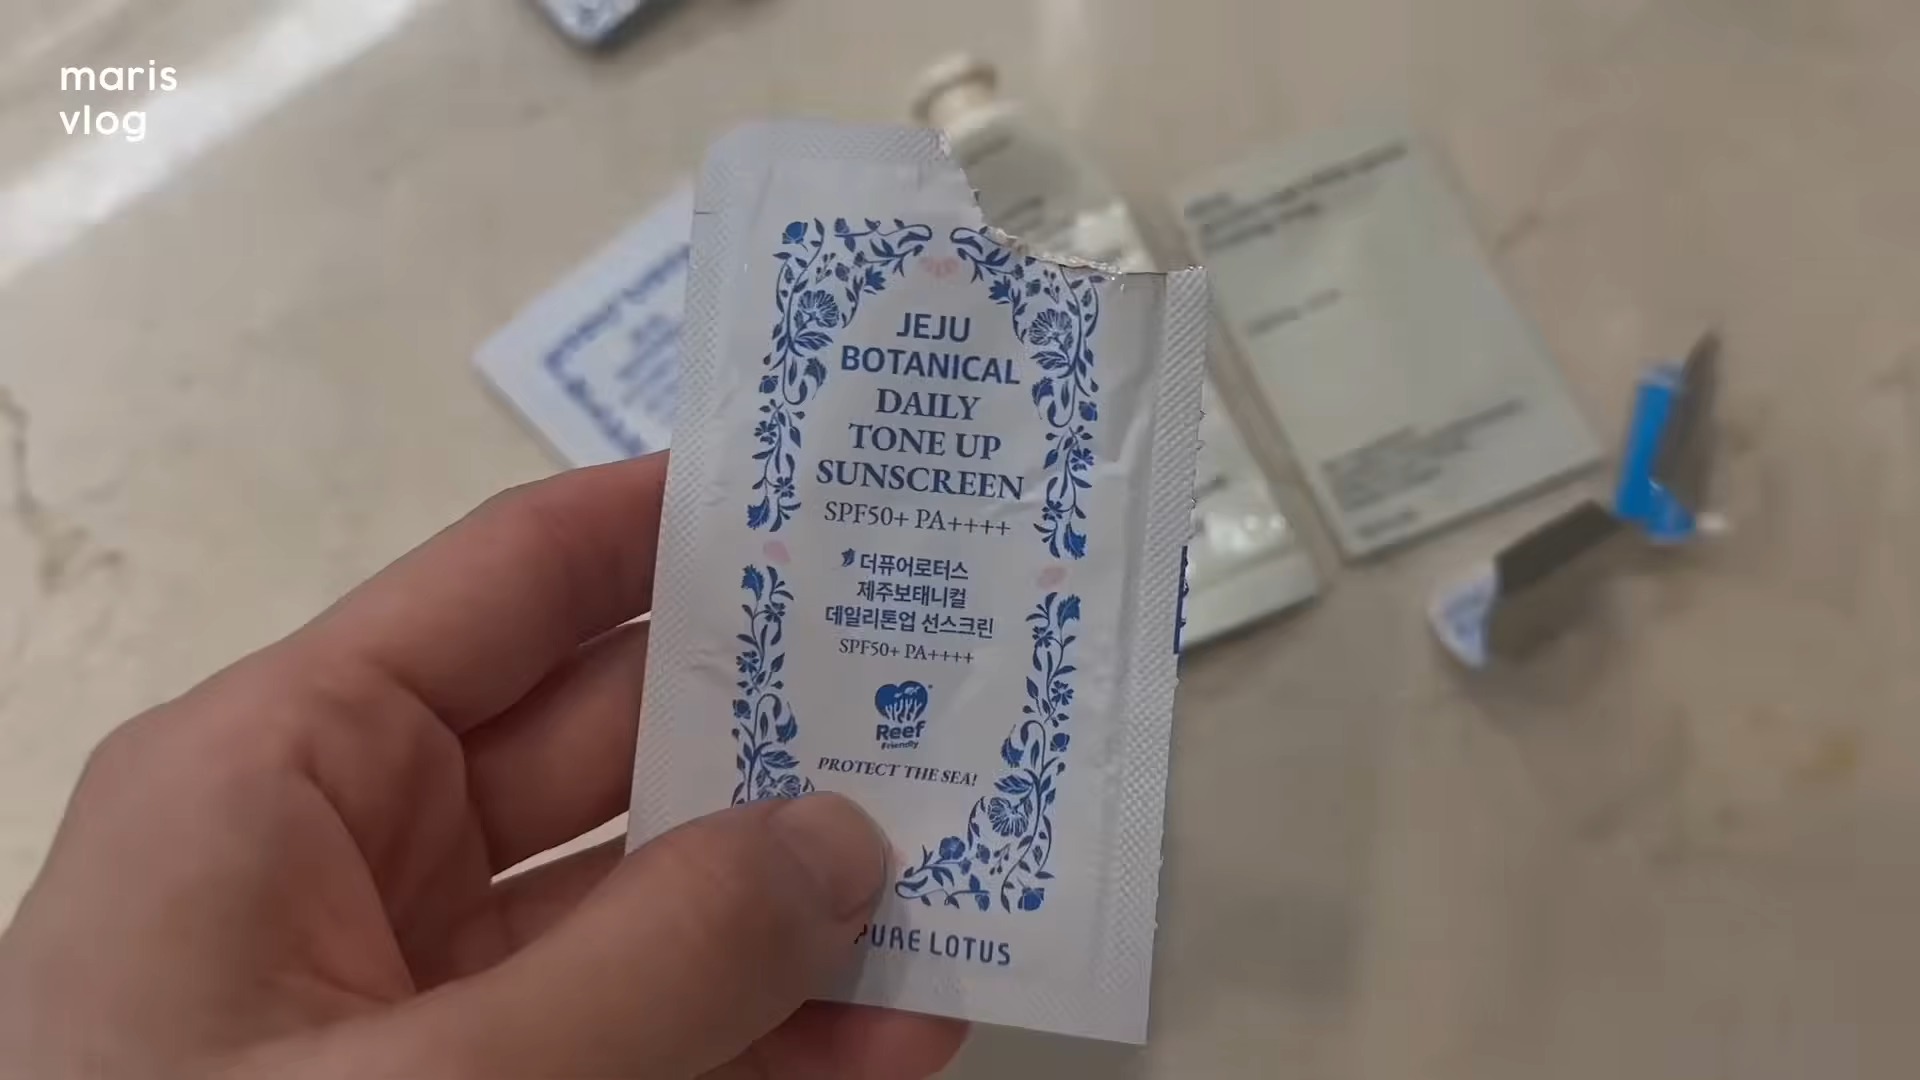 maris
vlog
JEJU
BOTANICAL
DAILY
TONE UP
SUNSCREEN
SPF50+ PA++++
더퓨어로터스
제주보태니컬
데일리톤업 선스크린
SPF50+ PA++++
Reef
Friendly
PROTECT THE SEA!
PURE LOTUS